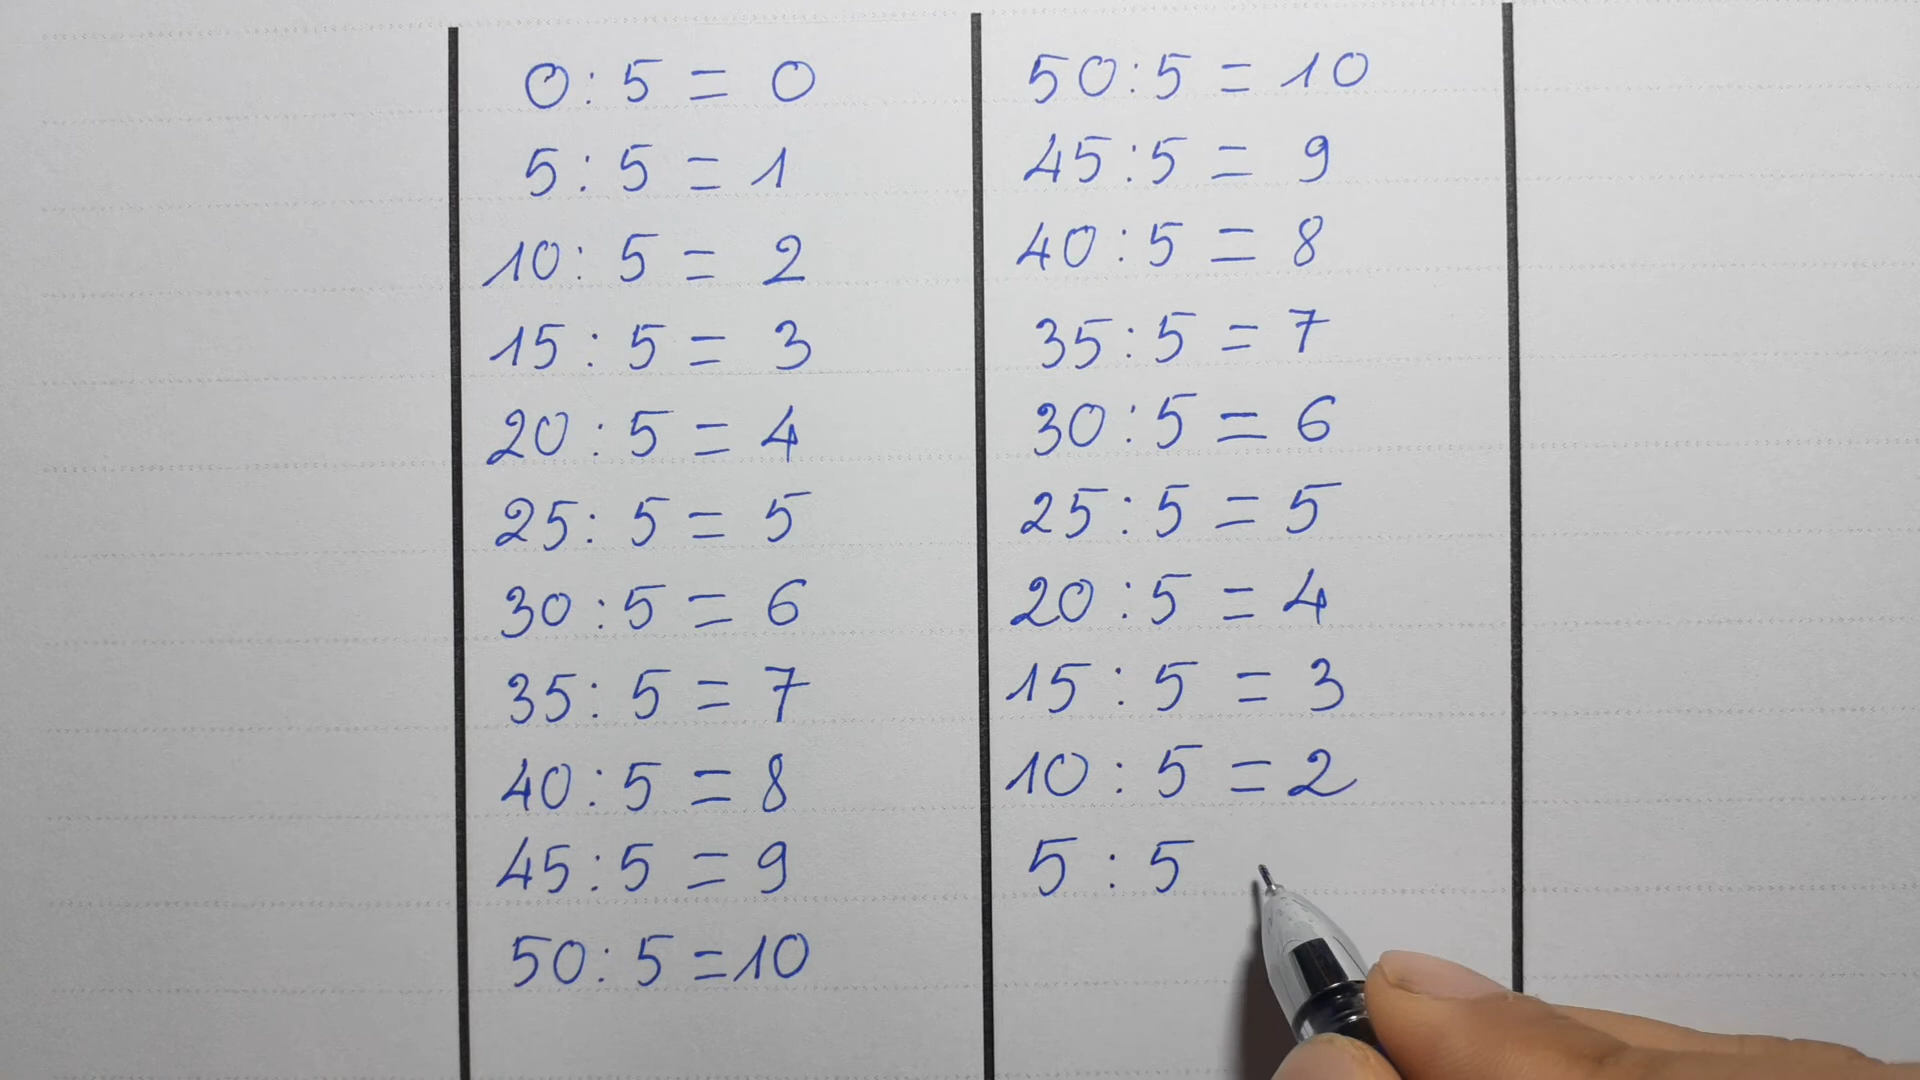 0 : 5 = 0
5 : 5 = 1
10 : 5 = 2
15 : 5 = 3
20 : 5 = 4
25 : 5 = 5
30 : 5 = 6
35 : 5 = 7
40 : 5 = 8
45 : 5 = 9
50 : 5 = 10
50 : 5 = 10
45 : 5 = 9
40 : 5 = 8
35 : 5 = 7
30 : 5 = 6
25 : 5 = 5
20 : 5 = 4
15 : 5 = 3
10 : 5 = 2
5 : 5